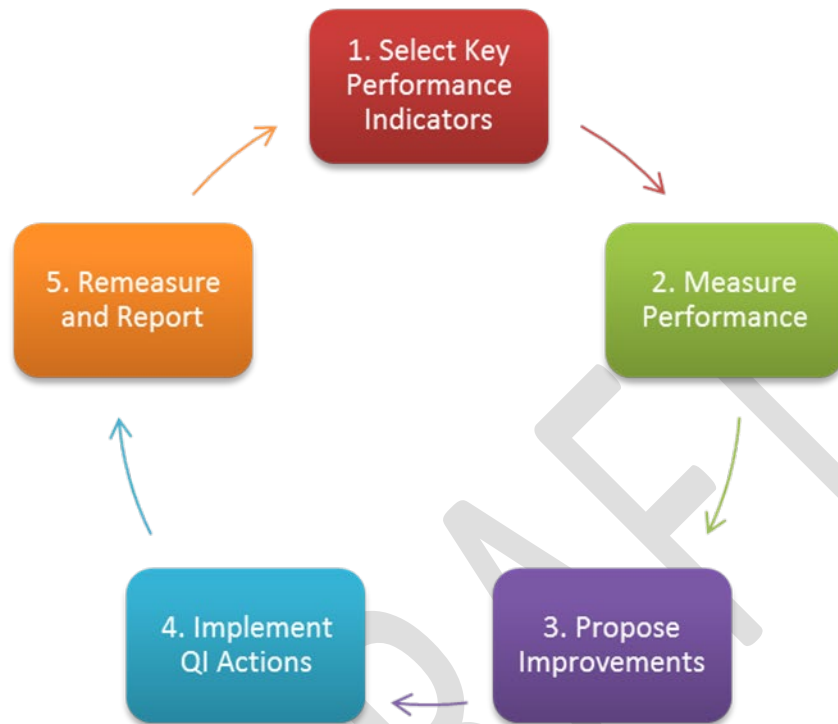 1. Select Key
Performance
Indicators
2. Measure
Performance
3. Propose
Improvements
4. Implement
QI Actions
5. Remeasure
and Report
DRAFT